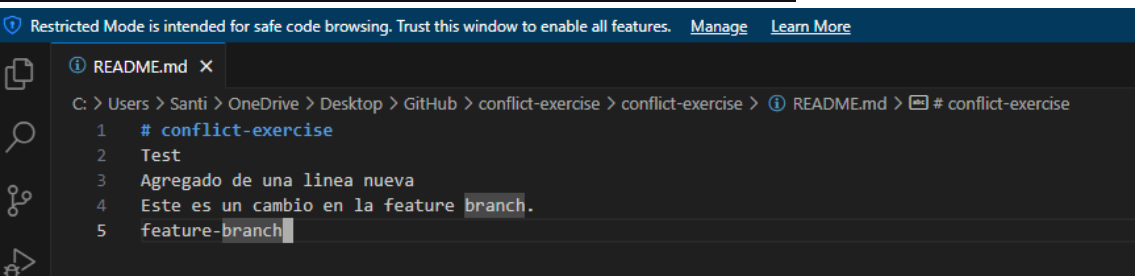 Restricted Mode is intended for safe code browsing. Trust this window to enable all features. Manage Learn More
README.md
C: > Users > Santi > OneDrive > Desktop > GitHub > conflict-exercise > conflict-exercise > README.md > # conflict-exercise
1 # conflict-exercise
2 Test
3 Agregado de una linea nueva
4 Este es un cambio en la feature branch.
5 feature-branch